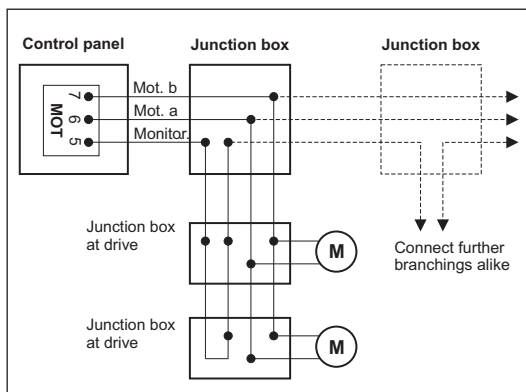 Control panel
Junction box
Junction box
7
6
5
MOT
Mot. b
Mot. a
Monitor.
Junction box
at drive
M
Connect further
branchings alike
Junction box
at drive
M